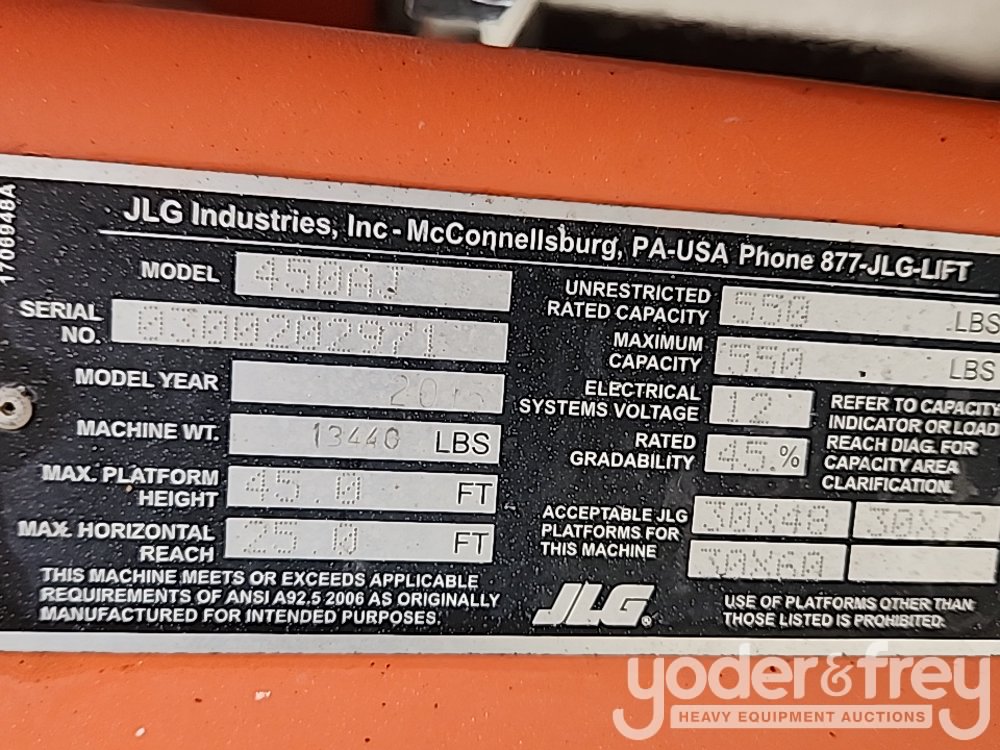 1706948A
JLG Industries, Inc - McConnellsburg, PA-USA Phone 877-JLG-LIFT
MODEL 450AJ
SERIAL NO. 0300202971
MODEL YEAR
MACHINE WT. 13440 LBS
MAX. PLATFORM HEIGHT 45.0 FT
MAX. HORIZONTAL REACH 25 0 FT
THIS MACHINE MEETS OR EXCEEDS APPLICABLE
REQUIREMENTS OF ANSI A92.5 2006 AS ORIGINALLY
MANUFACTURED FOR INTENDED PURPOSES.
UNRESTRICTED
RATED CAPACITY 550 LBS
MAXIMUM
CAPACITY 550 LBS
ELECTRICAL
SYSTEMS VOLTAGE 12
RATED
GRADABILITY 45.%
REFER TO CAPACITY
INDICATOR OR LOAD
REACH DIAG. FOR
CAPACITY AREA
CLARIFICATION.
ACCEPTABLE JLG
PLATFORMS FOR
THIS MACHINE
30X48 30X72
30X60
JLG®
USE OF PLATFORMS OTHER THAN
THOSE LISTED IS PROHIBITED.
yoder&frey
HEAVY EQUIPMENT AUCTIONS